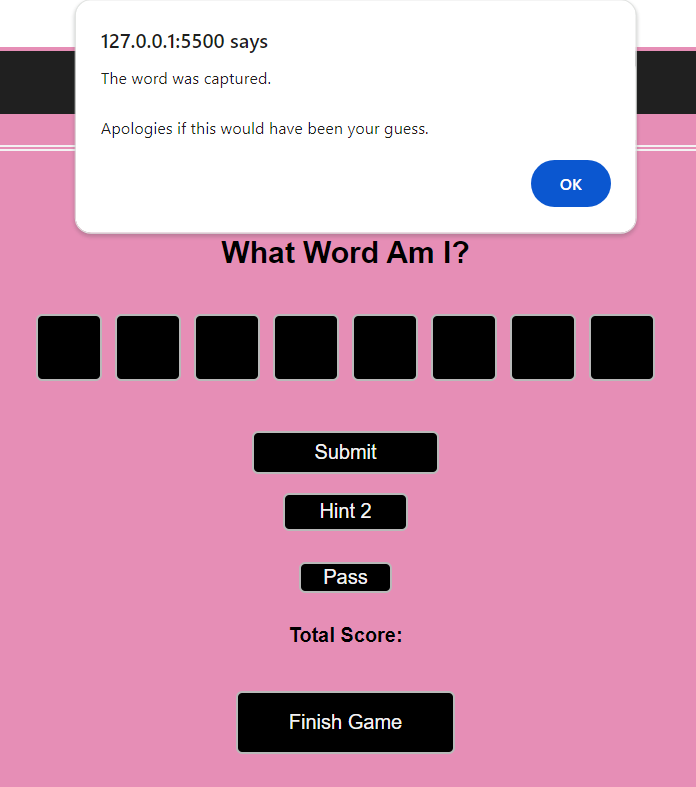 127.0.0.1:5500 says
The word was captured.
Apologies if this would have been your guess.
OK
What Word Am I?
Submit
Hint 2
Pass
Total Score:
Finish Game